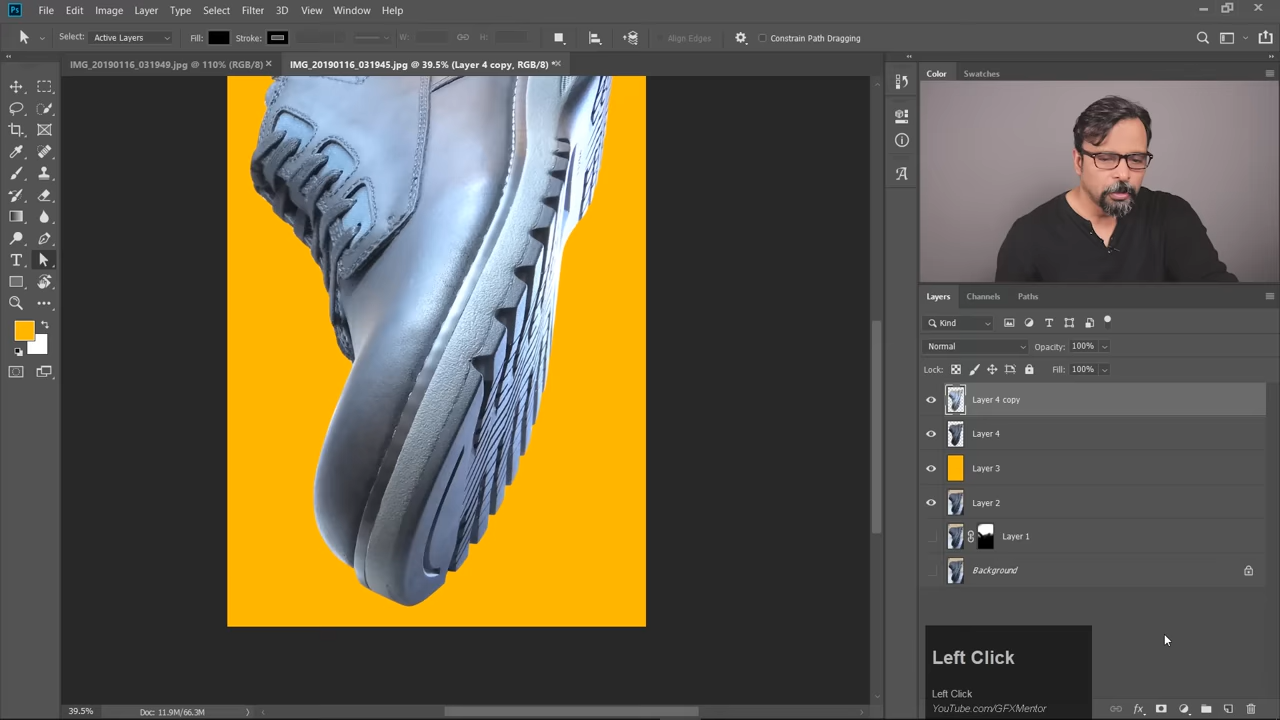 Ps File Edit Image Layer Type Select Filter 3D View Window Help
Select: Active Layers Fill: Stroke: W: H: Align Edges Constrain Path Dragging
IMG_20190116_031949.jpg @ 110% (RGB/8) × IMG_20190116_031945.jpg @ 39.5% (Layer 4 copy, RGB/8) * ×
Color Swatches
Layers Channels Paths
Kind
Normal Opacity: 100%
Lock: Fill: 100%
Layer 4 copy
Layer 4
Layer 3
Layer 2
Layer 1
Background
Left Click
Left Click
YouTube.com/GFXMentor
39.5% Doc: 11.9M/66.3M fx